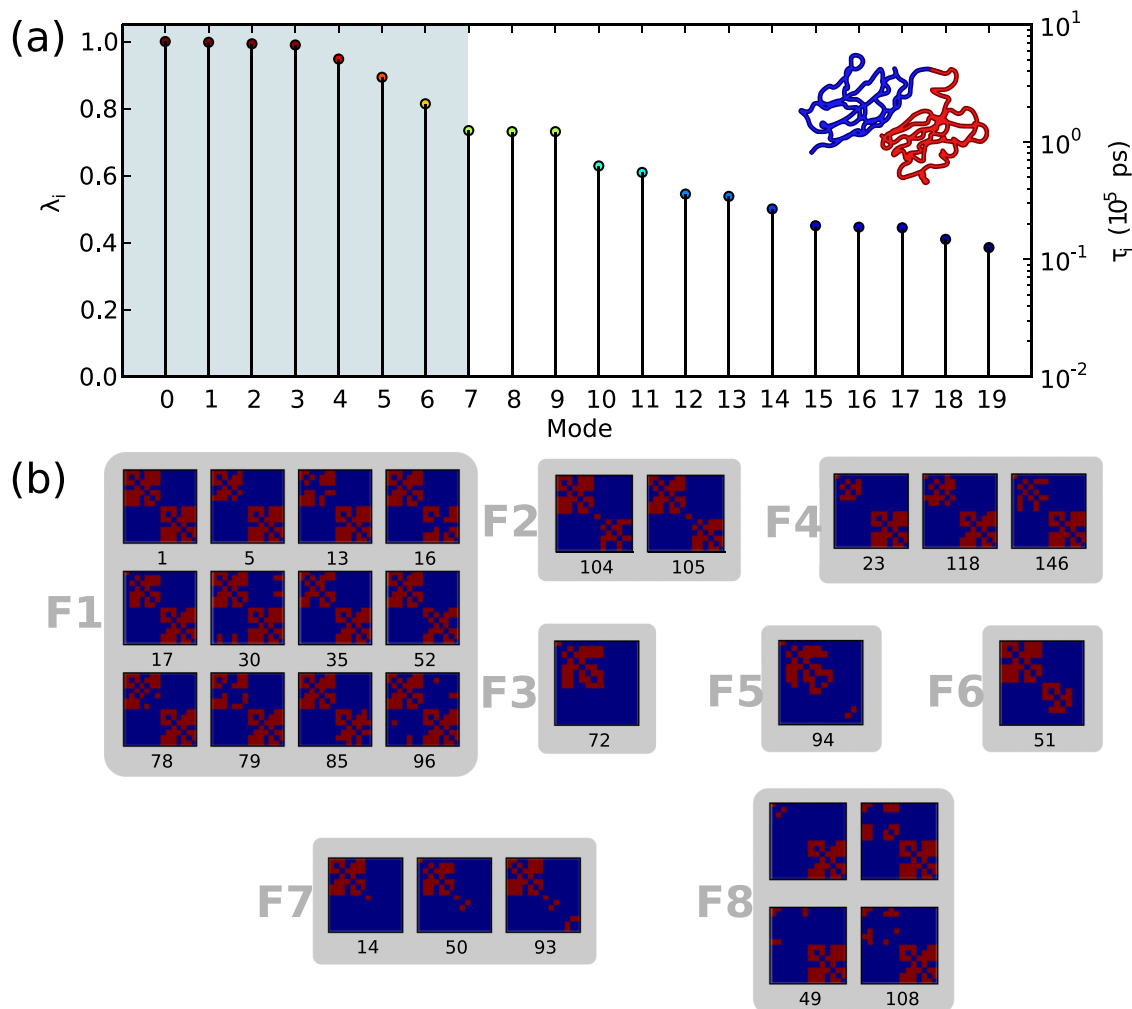 (a)
1.0
0.8
0.6
0.4
0.2
0.0
λi
10^1
10^0
10^-1
10^-2
τi (10^5 ps)
0 1 2 3 4 5 6 7 8 9 10 11 12 13 14 15 16 17 18 19
Mode
(b)
F1
1 5 13 16
17 30 35 52
78 79 85 96
F2
104 105
F4
23 118 146
F3
72
F5
94
F6
51
F7
14 50 93
F8
49 108